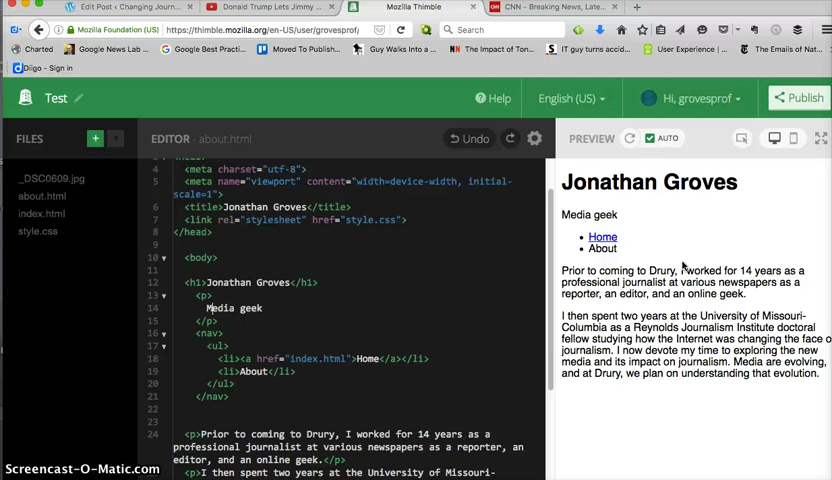 Edit Post ‹ Changing Journ...
Donald Trump Lets Jimmy ...
Mozilla Thimble
CNN - Breaking News, Late...
Mozilla Foundation (US)
https://thimble.mozilla.org/en-US/user/grovesprof/
Search
Charted
Google News Lab
Google Best Practic...
Moved To Publish...
Guy Walks Into a ...
The Impact of Ton...
IT guy turns accid...
User Experience |...
The Emails of Nat...
Diigo - Sign in
Test
Help
English (US)
Hi, grovesprof
Publish
FILES
EDITOR - about.html
Undo
PREVIEW
AUTO
_DSC0609.jpg
about.html
index.html
style.css
4 <meta charset="utf-8">
5 <meta name="viewport" content="width=device-width, initial-
scale=1">
6 <title>Jonathan Groves</title>
7 <link rel="stylesheet" href="style.css">
8 </head>
9
10 <body>
11
12 <h1>Jonathan Groves</h1>
13 <p>
14 Media geek
15 </p>
16 <nav>
17 <ul>
18 <li><a href="index.html">Home</a></li>
19 <li>About</li>
20 </ul>
21 </nav>
22
23
24 <p>Prior to coming to Drury, I worked for 14 years as a
professional journalist at various newspapers as a reporter, an
editor, and an online geek.</p>
<p>I then spent two years at the University of Missouri-
Jonathan Groves
Media geek
Home
About
Prior to coming to Drury, I worked for 14 years as a
professional journalist at various newspapers as a
reporter, an editor, and an online geek.
I then spent two years at the University of Missouri-
Columbia as a Reynolds Journalism Institute doctoral
fellow studying how the Internet was changing the face o
journalism. I now devote my time to exploring the new
media and its impact on journalism. Media are evolving,
and at Drury, we plan on understanding that evolution.
Screencast-O-Matic.com